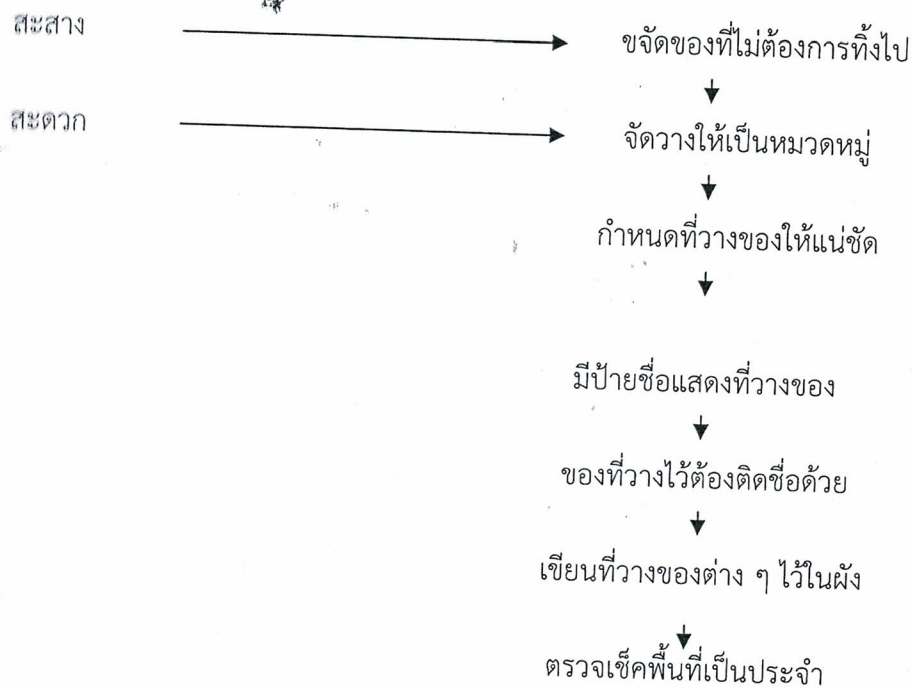 สะสาง
ขจัดของที่ไม่ต้องการทิ้งไป
สะดวก
จัดวางให้เป็นหมวดหมู่
กำหนดที่วางของให้แน่ชัด
มีป้ายชื่อแสดงที่วางของ
ของที่วางไว้ต้องติดชื่อด้วย
เขียนที่วางของต่าง ๆ ไว้ในผัง
ตรวจเช็คพื้นที่เป็นประจำ